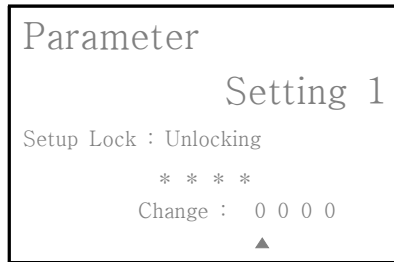 Parameter
Setting 1
Setup Lock : Unlocking
* * * *
Change : 0 0 0 0
▲